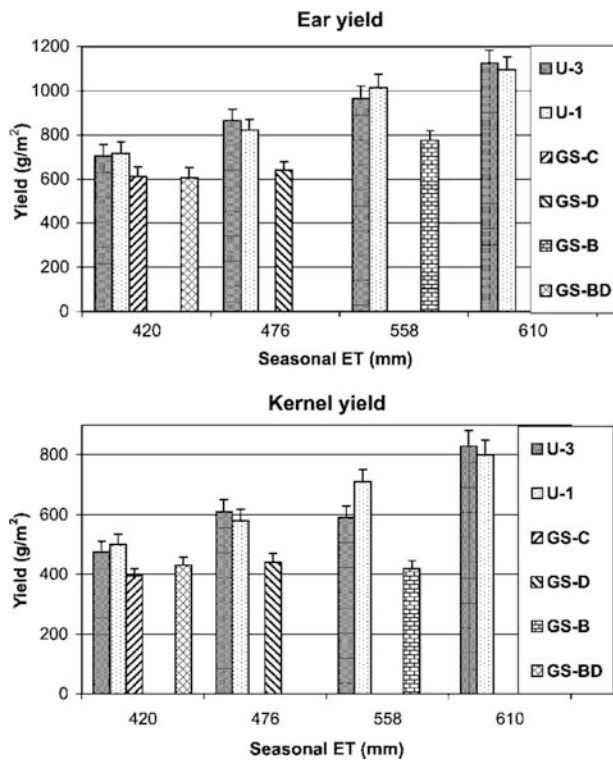 Ear yield
Yield (g/m²)
1200
1000
800
600
400
200
0
420 476 558 610
Seasonal ET (mm)
U-3
U-1
GS-C
GS-D
GS-B
GS-BD
Kernel yield
Yield (g/m²)
800
600
400
200
0
420 476 558 610
Seasonal ET (mm)
U-3
U-1
GS-C
GS-D
GS-B
GS-BD